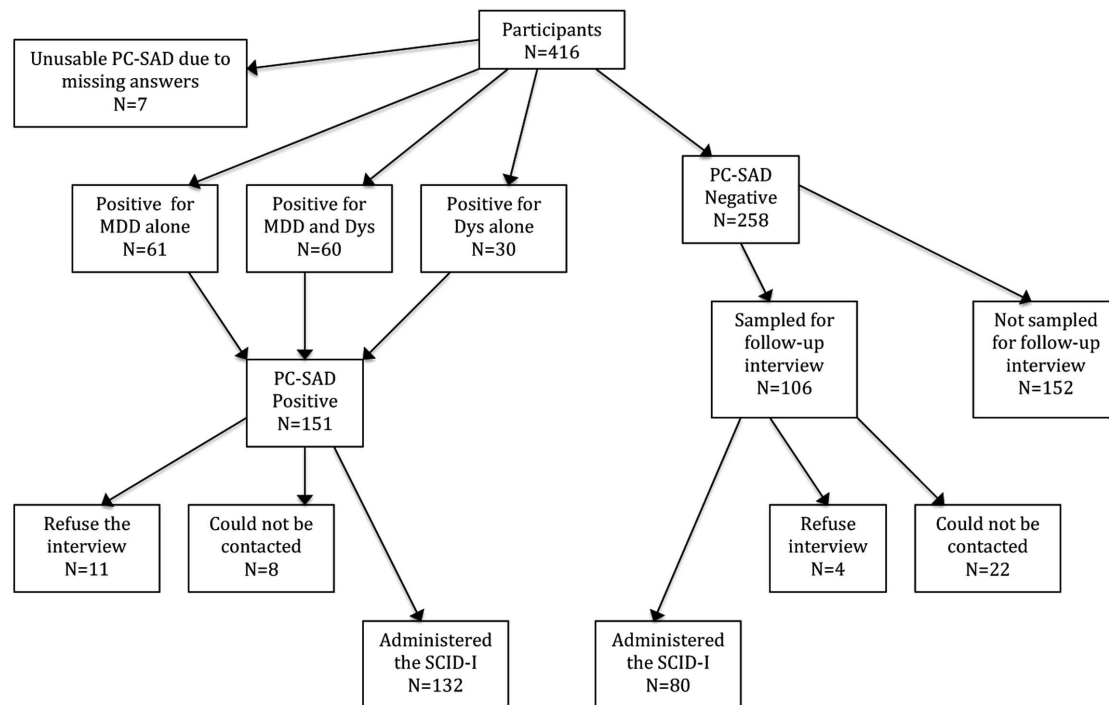 Participants
N=416
Unusable PC-SAD due to
missing answers
N=7
Positive for
MDD alone
N=61
Positive for
MDD and Dys
N=60
Positive for
Dys alone
N=30
PC-SAD
Negative
N=258
PC-SAD
Positive
N=151
Sampled for
follow-up
interview
N=106
Not sampled
for follow-up
interview
N=152
Refuse the
interview
N=11
Could not be
contacted
N=8
Refuse
interview
N=4
Could not be
contacted
N=22
Administered
the SCID-I
N=132
Administered
the SCID-I
N=80